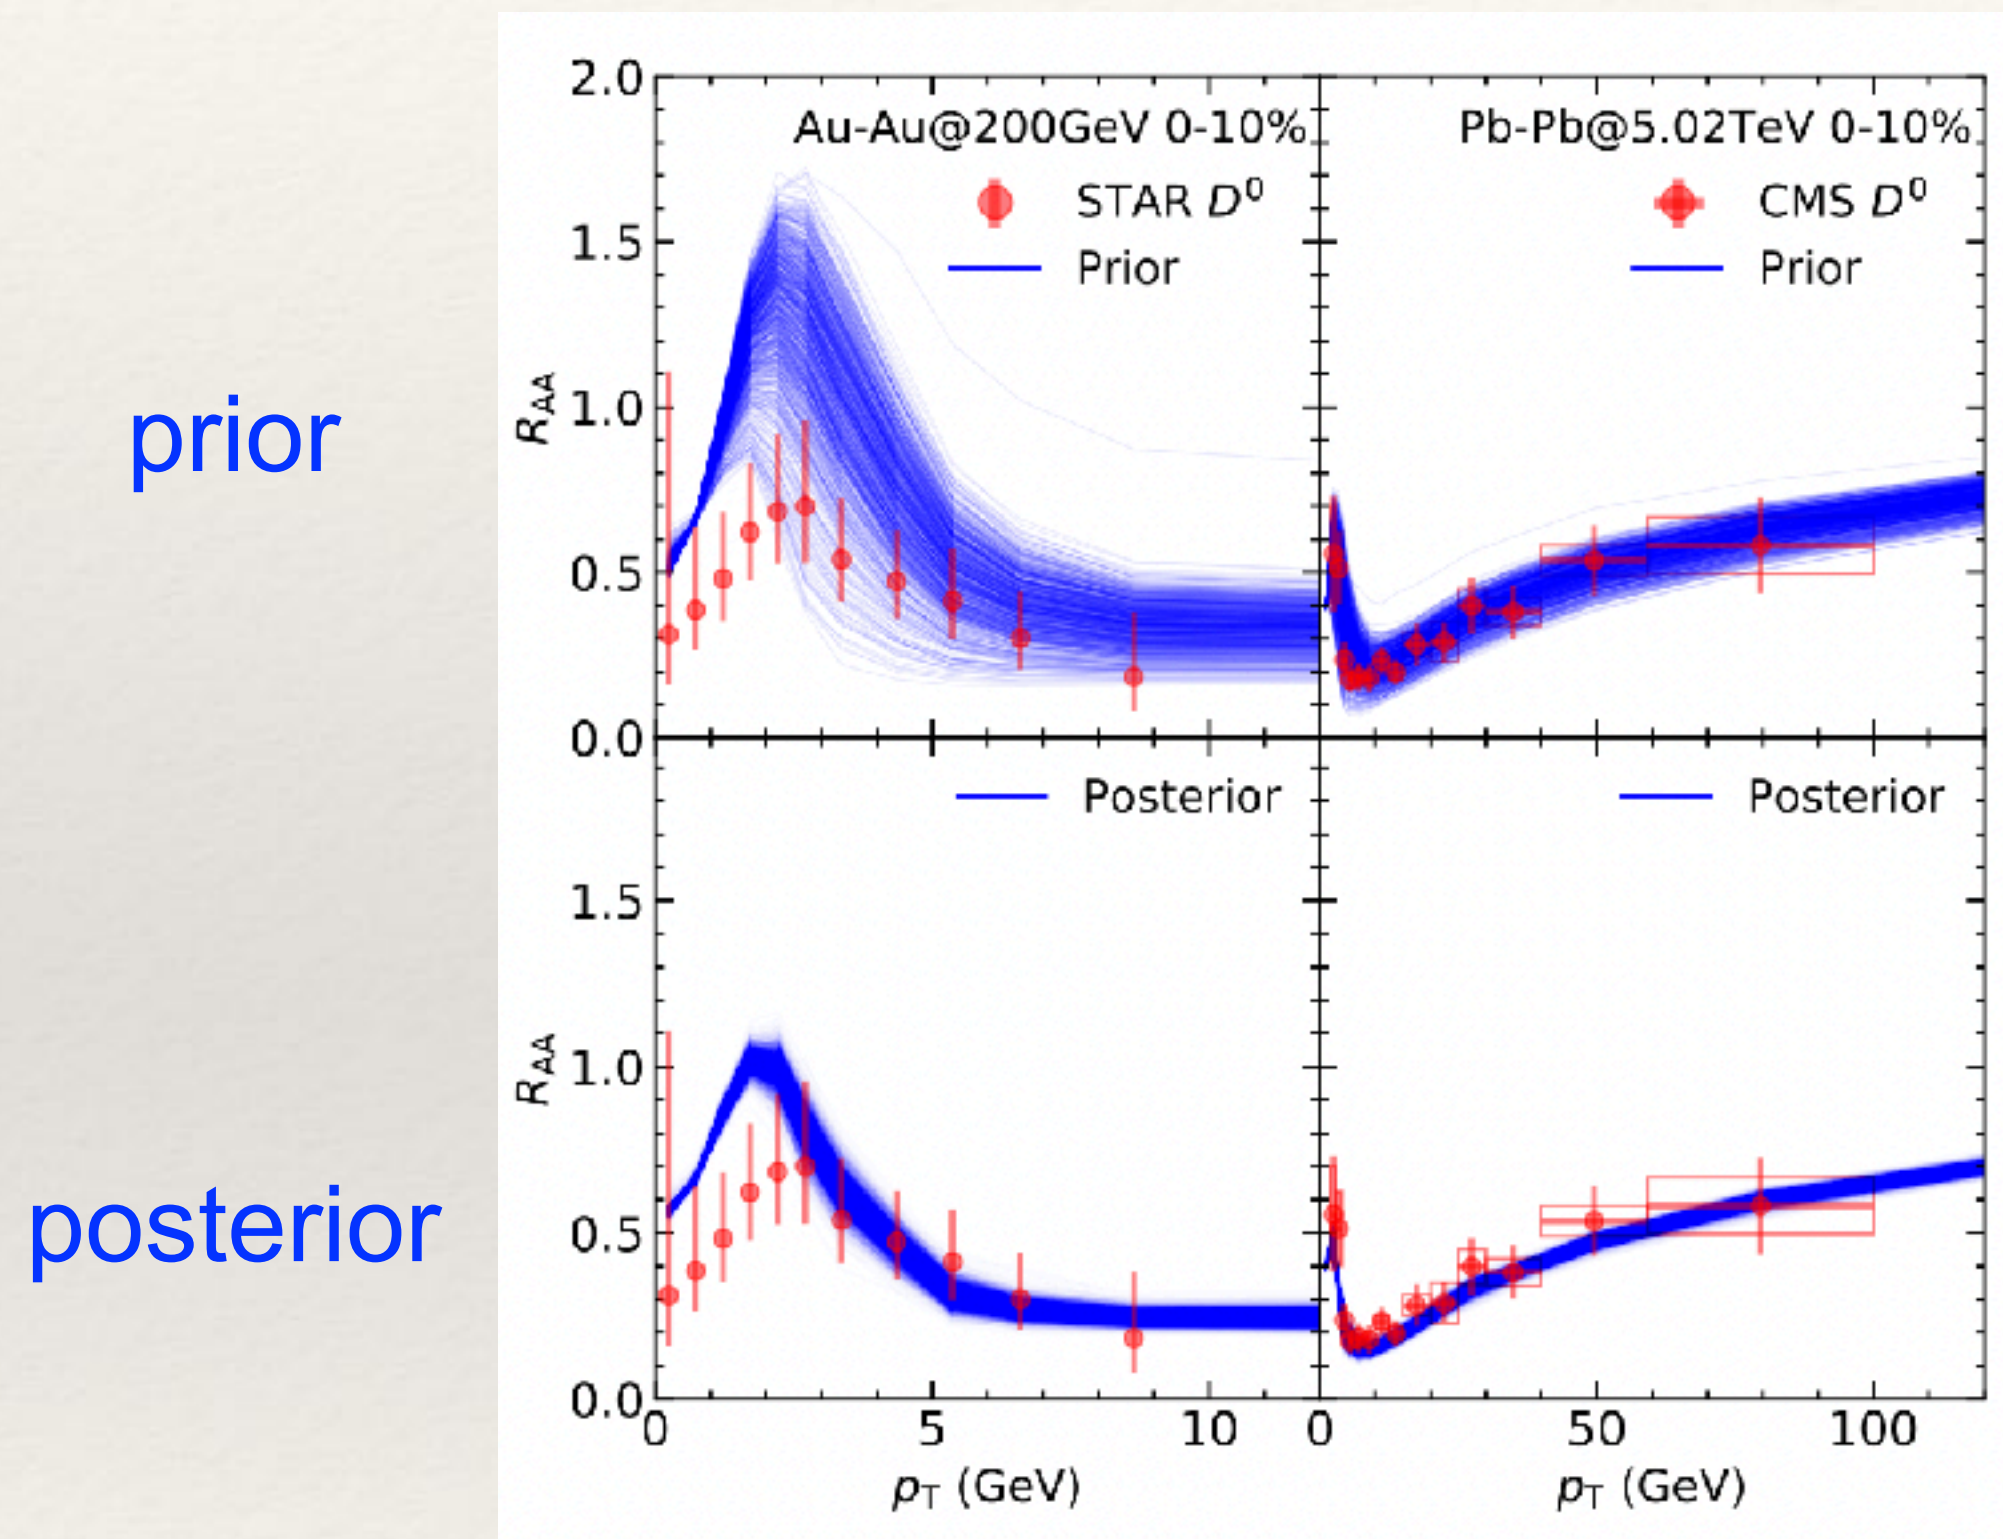 prior
posterior
2.0
1.5
1.0
0.5
0.0
R_AA
Au-Au@200GeV 0-10%
STAR D⁰
Prior
Pb-Pb@5.02TeV 0-10%
CMS D⁰
Prior
1.5
1.0
0.5
0.0
R_AA
Posterior
Posterior
0 5 10
0 50 100
p_T (GeV)
p_T (GeV)